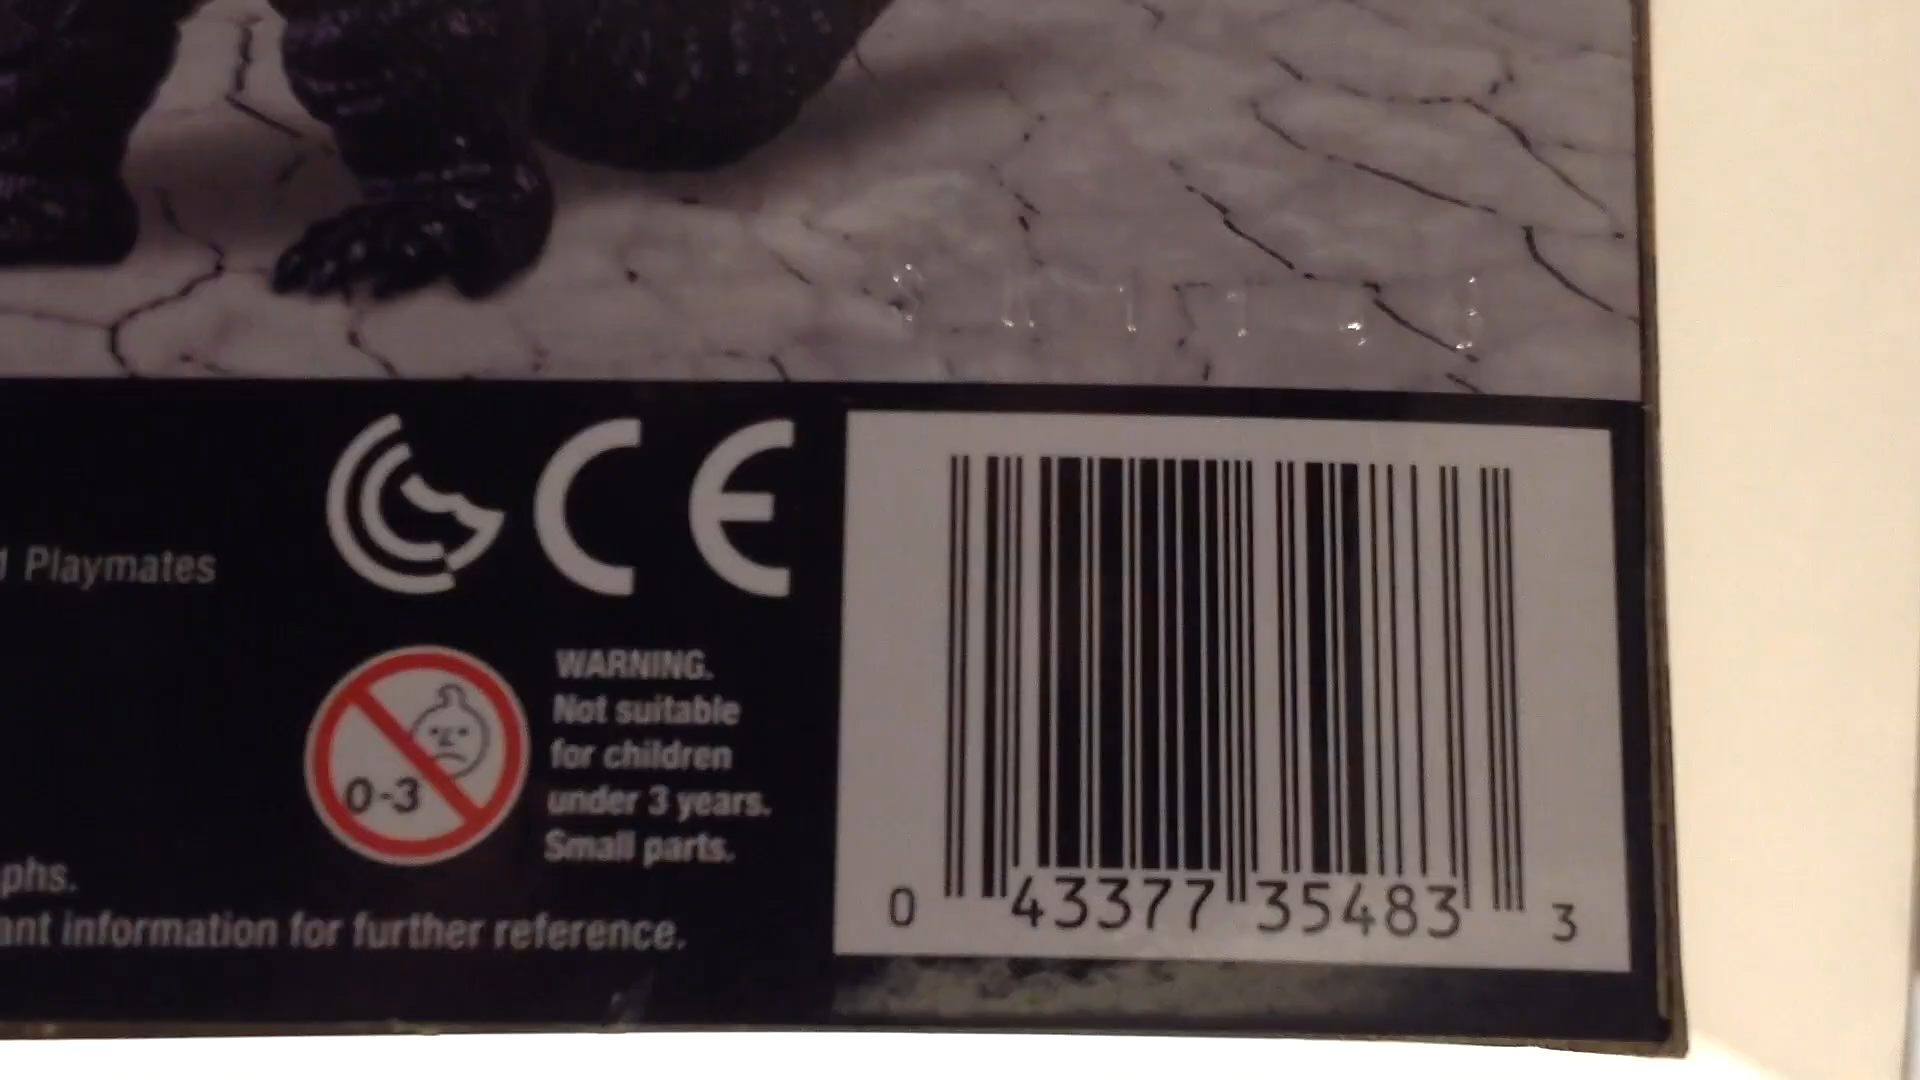 1 Playmates
CE
WARNING.
Not suitable
for children
under 3 years.
Small parts.
0-3
phs.
ant information for further reference.
0 43377 35483 3